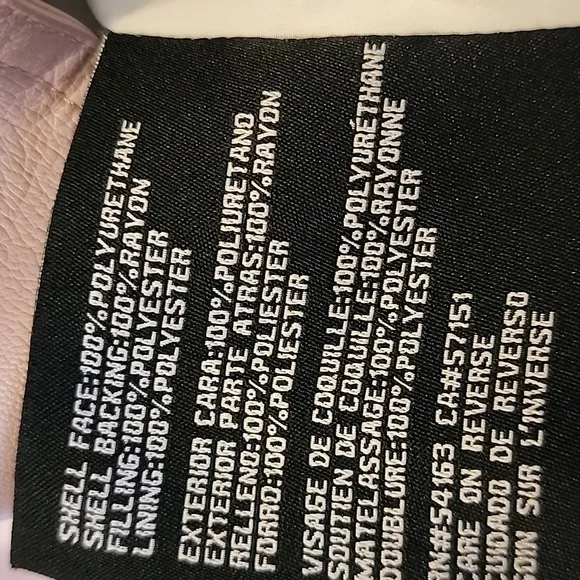 SHELL FACE:100%POLYURETHANE
SHELL BACKING:100%RAYON
FILLING:100%POLYESTER
LINING:100%POLYESTER
EXTERIOR CARA:100%POLIURETANO
EXTERIOR PARTE ATRAS:100%RAYON
RELLENO:100%POLIESTER
FORRO:100%POLIESTER
VISAGE DE COQUILLE:100%POLYURÉTHANE
SOUTIEN DE COQUILLE:100%RAYONNE
MATELASSAGE:100%POLYESTER
DOUBLURE:100%POLYESTER
CA#57151
ON REVERSE
DE REVERSO
SUR L'INVERSE